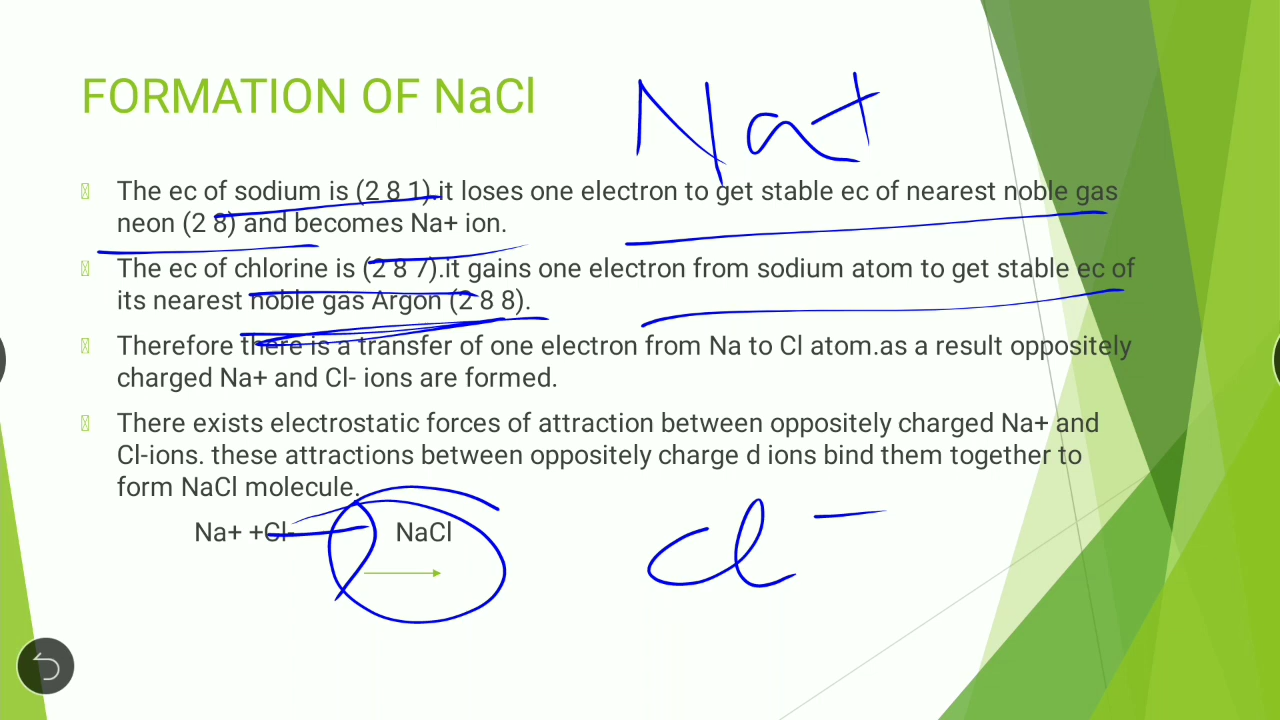 FORMATION OF NaCl
Na+
The ec of sodium is (2 8 1).it loses one electron to get stable ec of nearest noble gas
neon (2 8) and becomes Na+ ion.
The ec of chlorine is (2 8 7).it gains one electron from sodium atom to get stable ec of
its nearest noble gas Argon (2 8 8).
Therefore there is a transfer of one electron from Na to Cl atom.as a result oppositely
charged Na+ and Cl- ions are formed.
There exists electrostatic forces of attraction between oppositely charged Na+ and
Cl-ions. these attractions between oppositely charge d ions bind them together to
form NaCl molecule.
Na+ +Cl- NaCl
Cl-